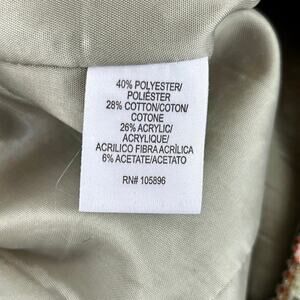 40% POLYESTER/
POLIÉSTER
28% COTTON/COTON/
COTONE
26% ACRYLIC/
ACRYLIQUE/
ACRILICO FIBRA ACRÍLICA
6% ACETATE/ACETATO
RN# 105896